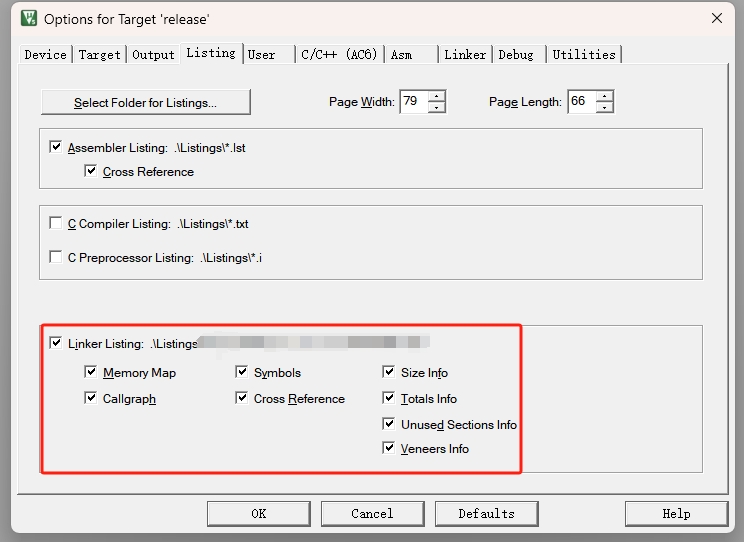 Options for Target 'release'
Device Target Output Listing User C/C++ (AC6) Asm Linker Debug Utilities
Select Folder for Listings... Page Width: 79 Page Length: 66
Assembler Listing: .\Listings\*.lst
Cross Reference
C Compiler Listing: .\Listings\*.txt
C Preprocessor Listing: .\Listings\*.i
Linker Listing: .\Listings
Memory Map Symbols Size Info
Callgraph Cross Reference Totals Info
Unused Sections Info
Veneers Info
OK Cancel Defaults Help